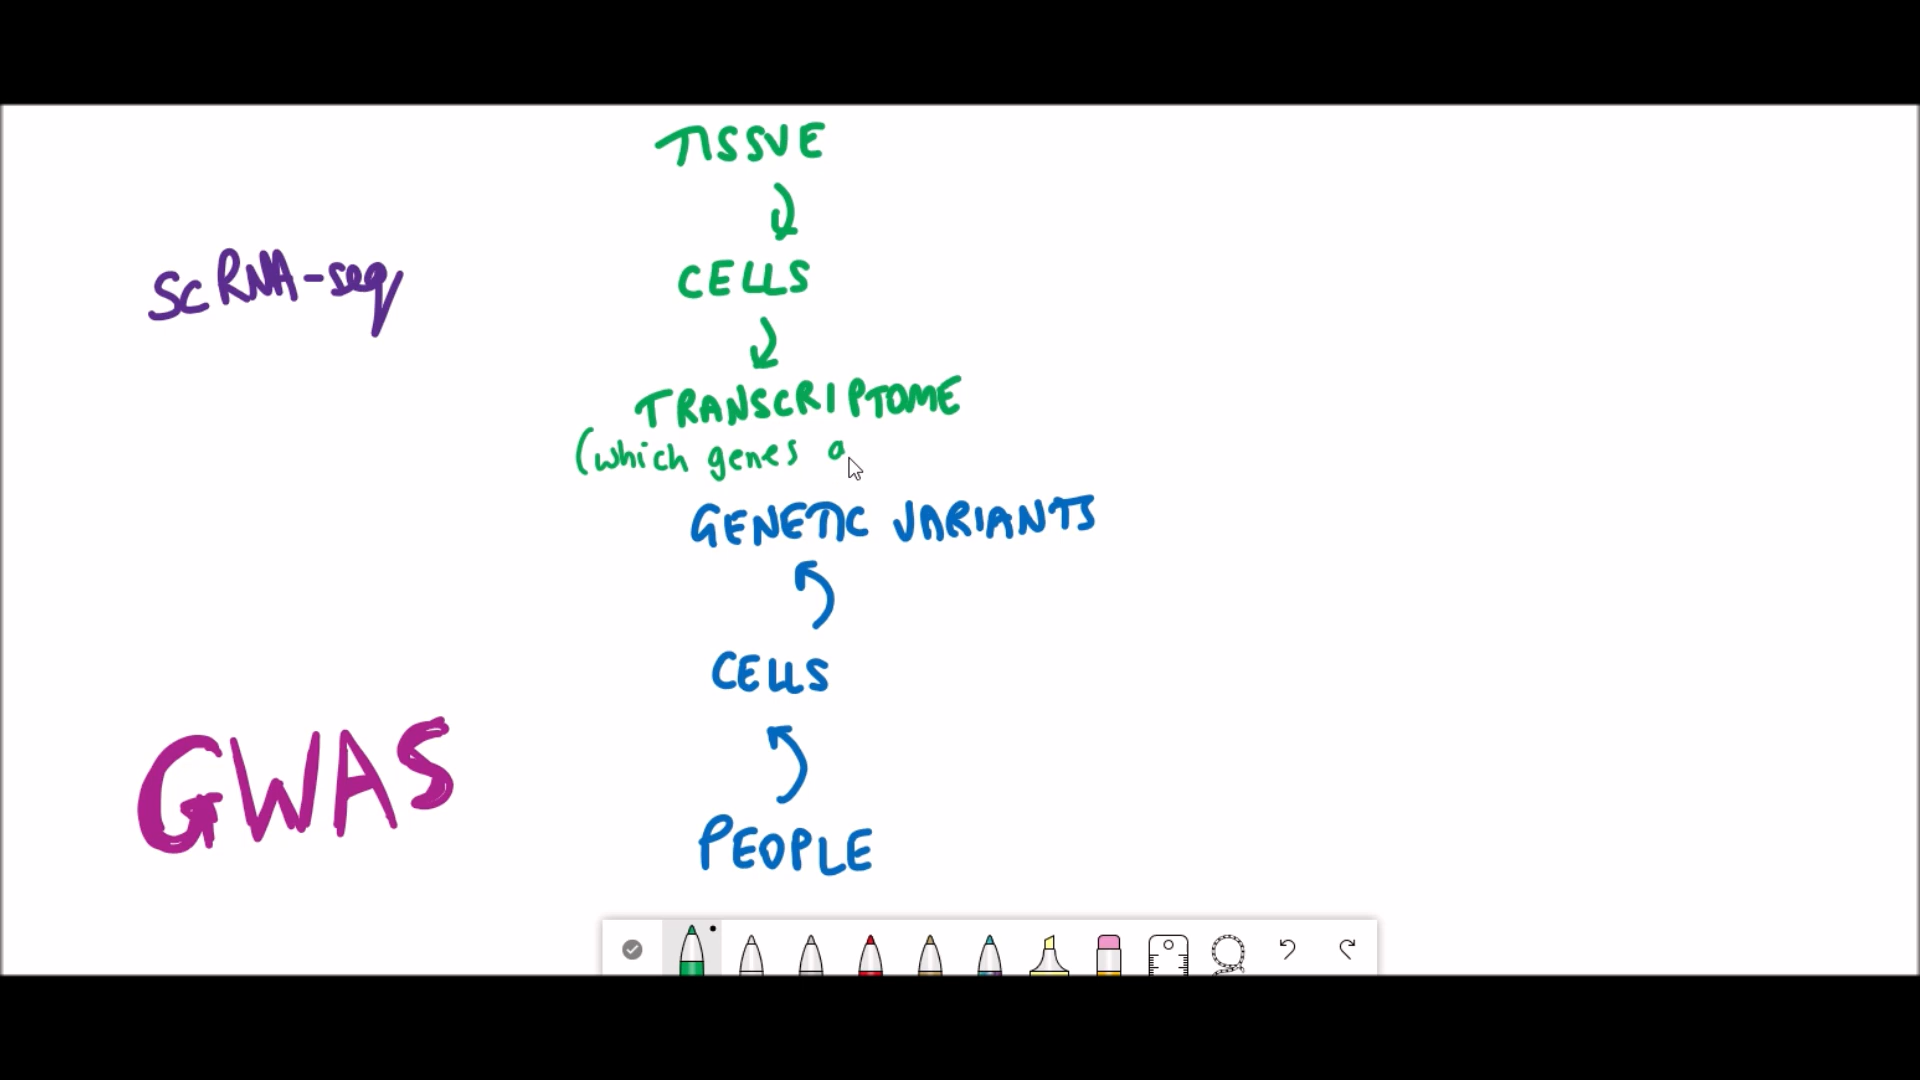 TISSUE
CELLS
ScRNA-seq
TRANSCRIPTOME
(which genes a
GENETIC VARIANTS
CELLS
GWAS
PEOPLE